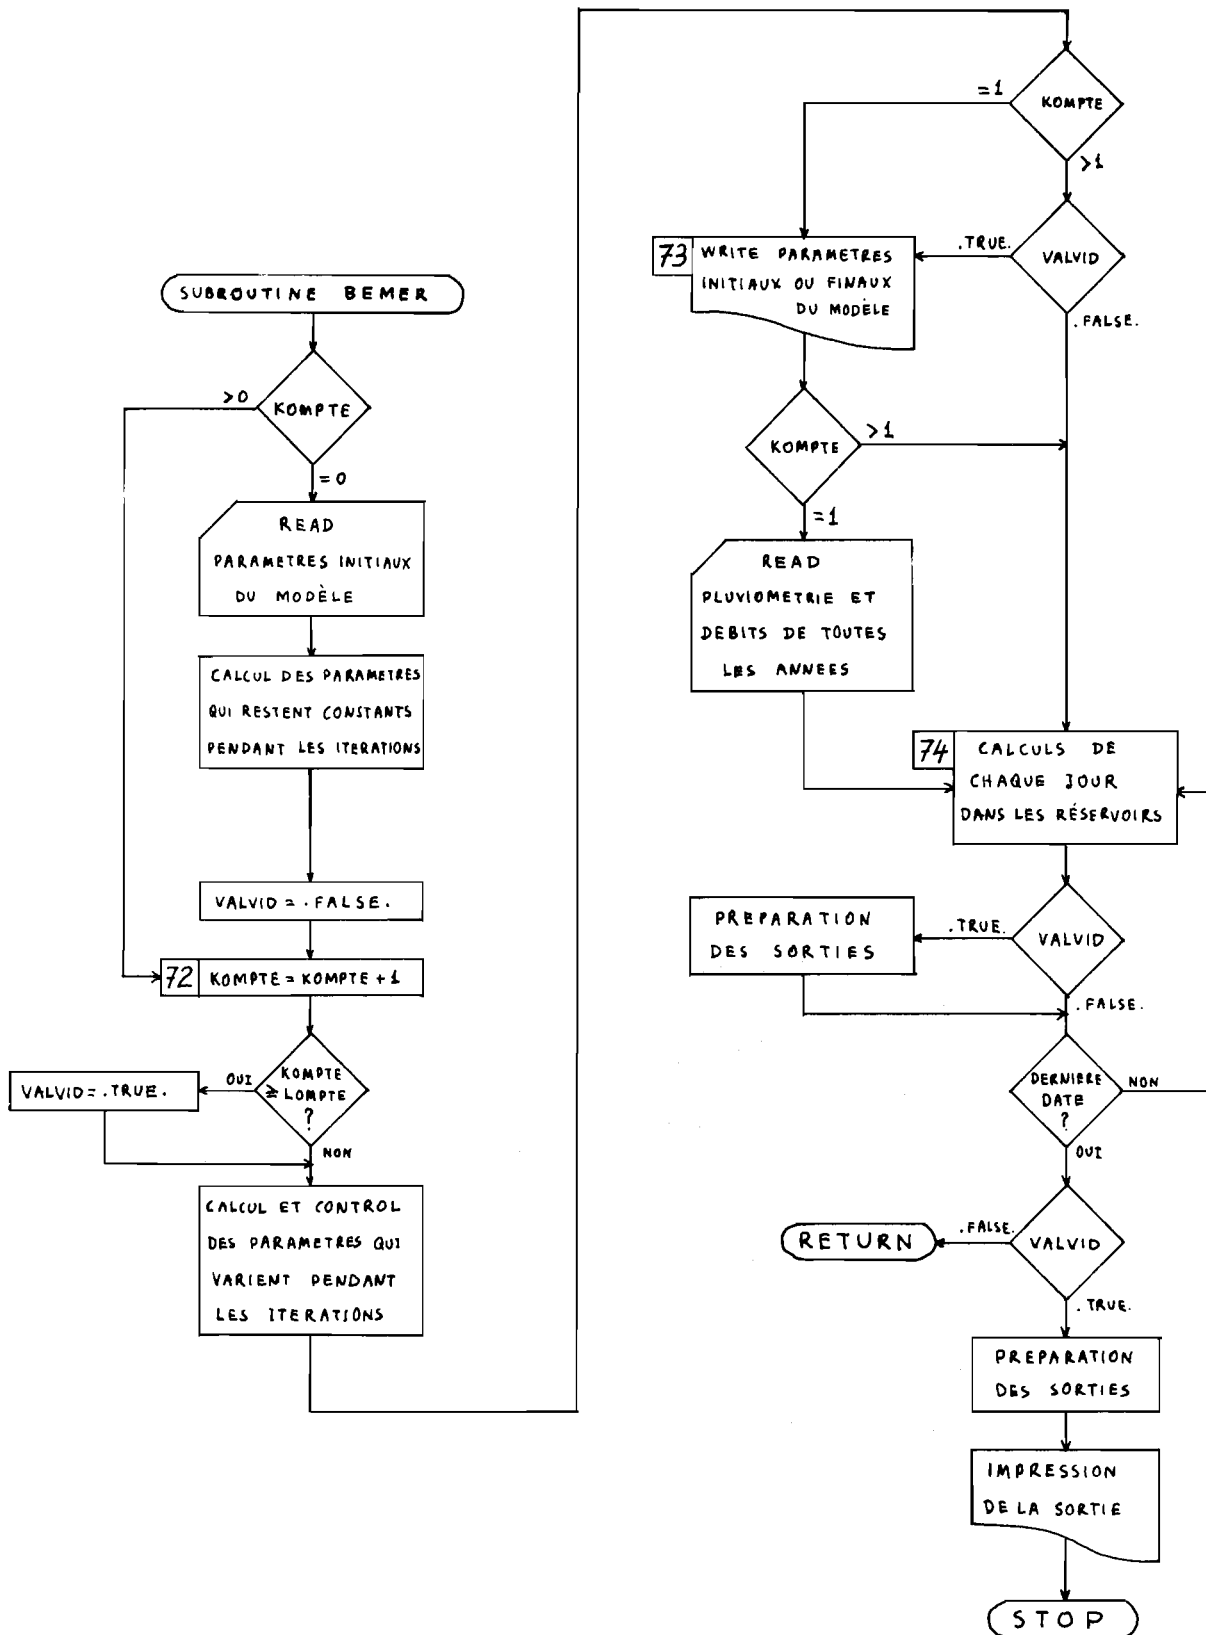 SUBROUTINE BEMER
KOMPTE
>0
=0
READ
PARAMETRES INITIAUX
DU MODÈLE
CALCUL DES PARAMETRES
QUI RESTENT CONSTANTS
PENDANT LES ITERATIONS
VALVID = .FALSE.
72 KOMPTE = KOMPTE + 1
KOMPTE
≥ LOMPTE
?
OUI
VALVID = .TRUE.
NON
CALCUL ET CONTROL
DES PARAMETRES QUI
VARIENT PENDANT
LES ITERATIONS
KOMPTE
=1
>1
VALVID
.TRUE.
.FALSE.
73 WRITE PARAMETRES
INITIAUX OU FINAUX
DU MODÈLE
KOMPTE
>1
=1
READ
PLUVIOMETRIE ET
DEBITS DE TOUTES
LES ANNEES
74 CALCULS DE
CHAQUE JOUR
DANS LES RÉSERVOIRS
VALVID
.TRUE.
PREPARATION
DES SORTIES
.FALSE.
DERNIERE
DATE
?
NON
OUI
VALVID
.FALSE.
RETURN
.TRUE.
PREPARATION
DES SORTIES
IMPRESSION
DE LA SORTIE
STOP